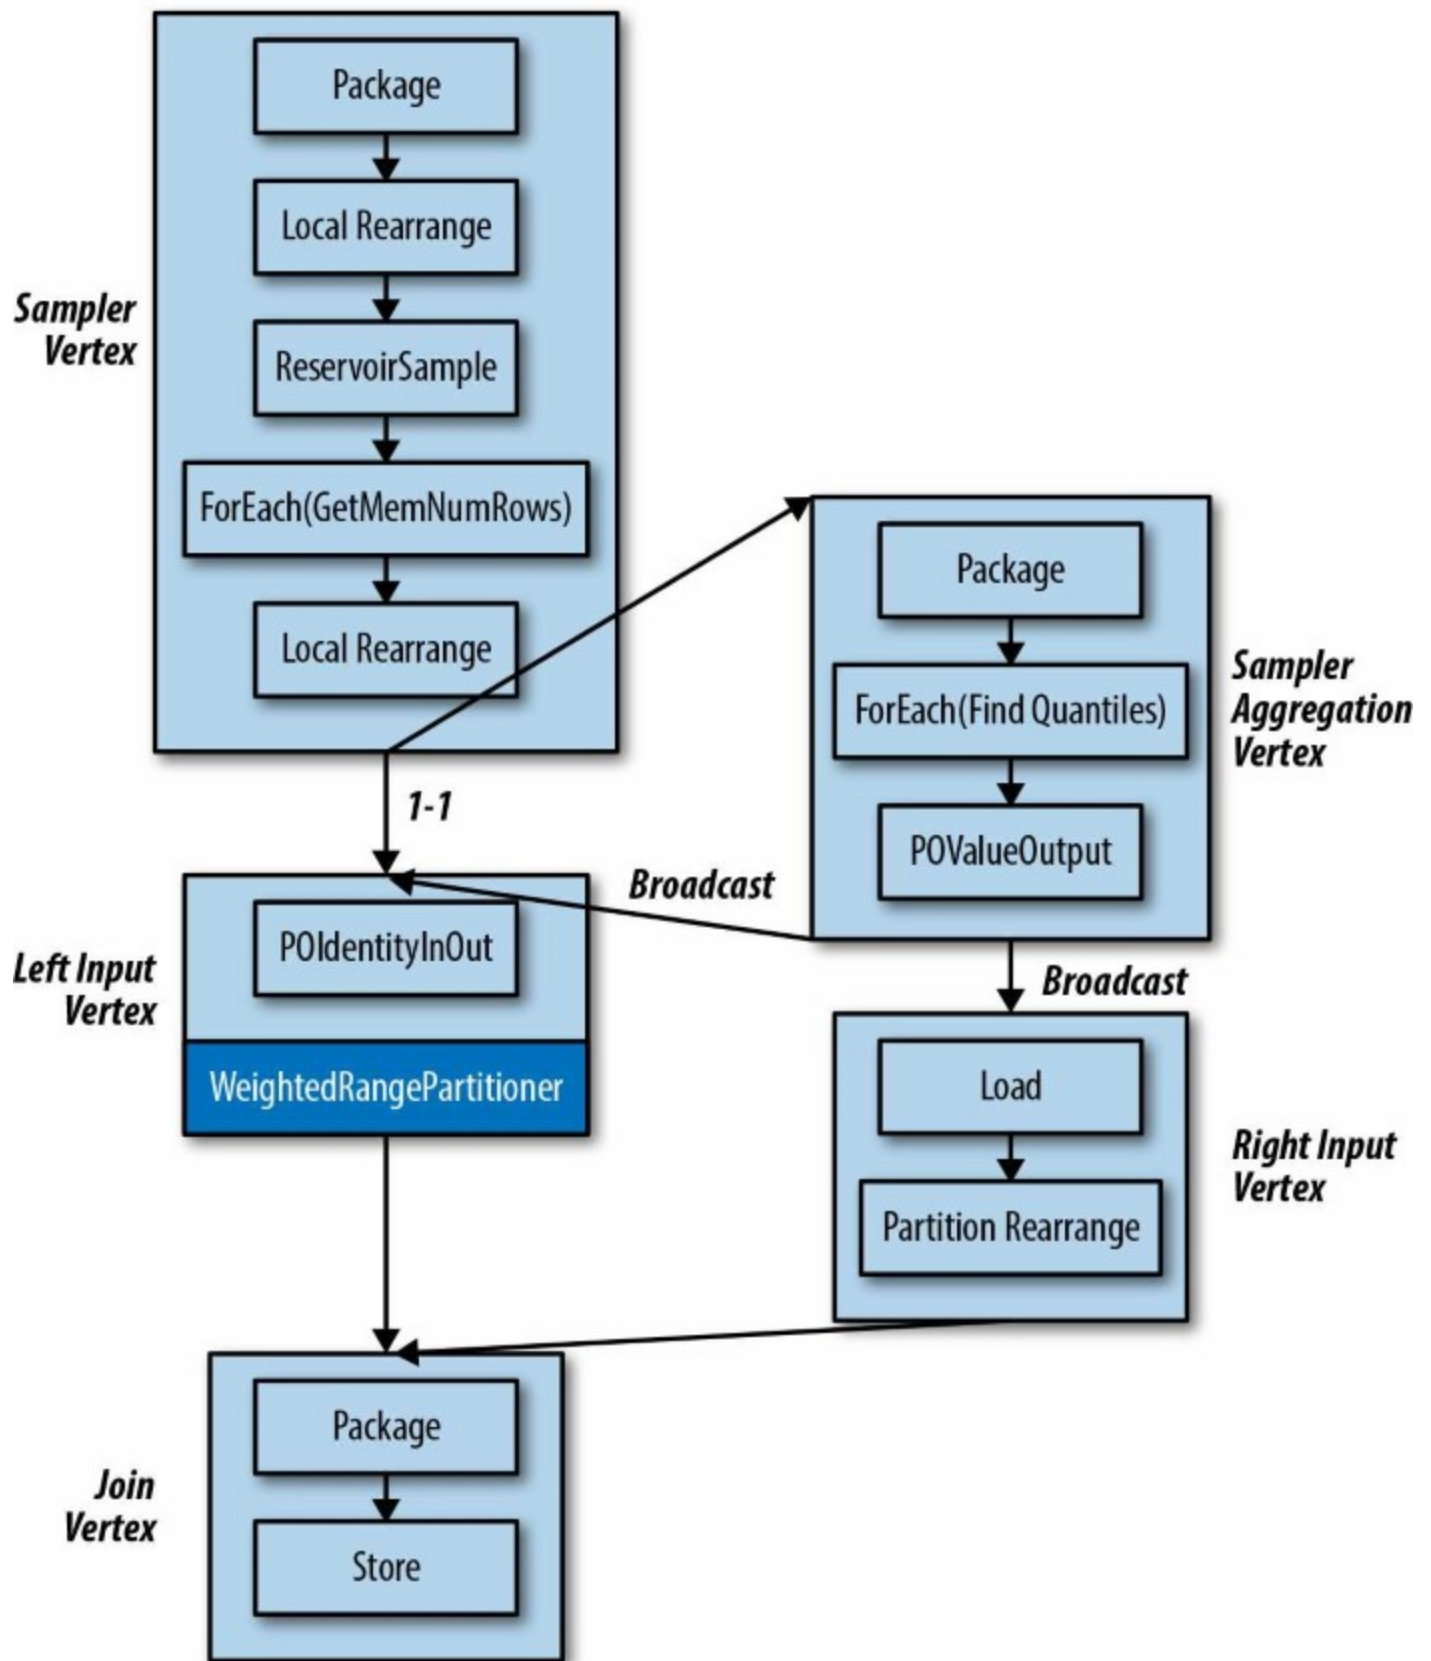 Package
Local Rearrange
Sampler
Vertex
ReservoirSample
ForEach(GetMemNumRows)
Local Rearrange
Package
Sampler
Aggregation
Vertex
ForEach(Find Quantiles)
POValueOutput
1-1
Broadcast
POIdentityInOut
Left Input
Vertex
WeightedRangePartitioner
Broadcast
Load
Right Input
Vertex
Partition Rearrange
Package
Join
Vertex
Store